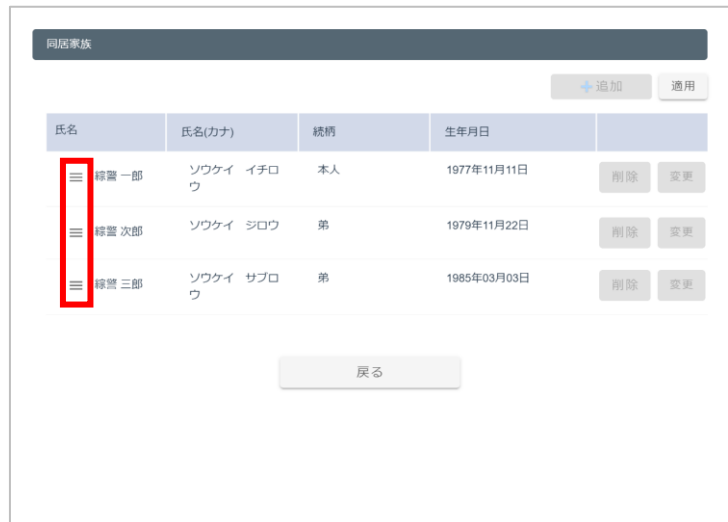 同居家族
追加 適用
氏名 氏名(カナ) 続柄 生年月日
綜警 一郎 ソウケイ イチロ
ウ 本人 1977年11月11日 削除 変更
綜警 次郎 ソウケイ ジロウ 弟 1979年11月22日 削除 変更
綜警 三郎 ソウケイ サブロ
ウ 弟 1985年03月03日 削除 変更
戻る